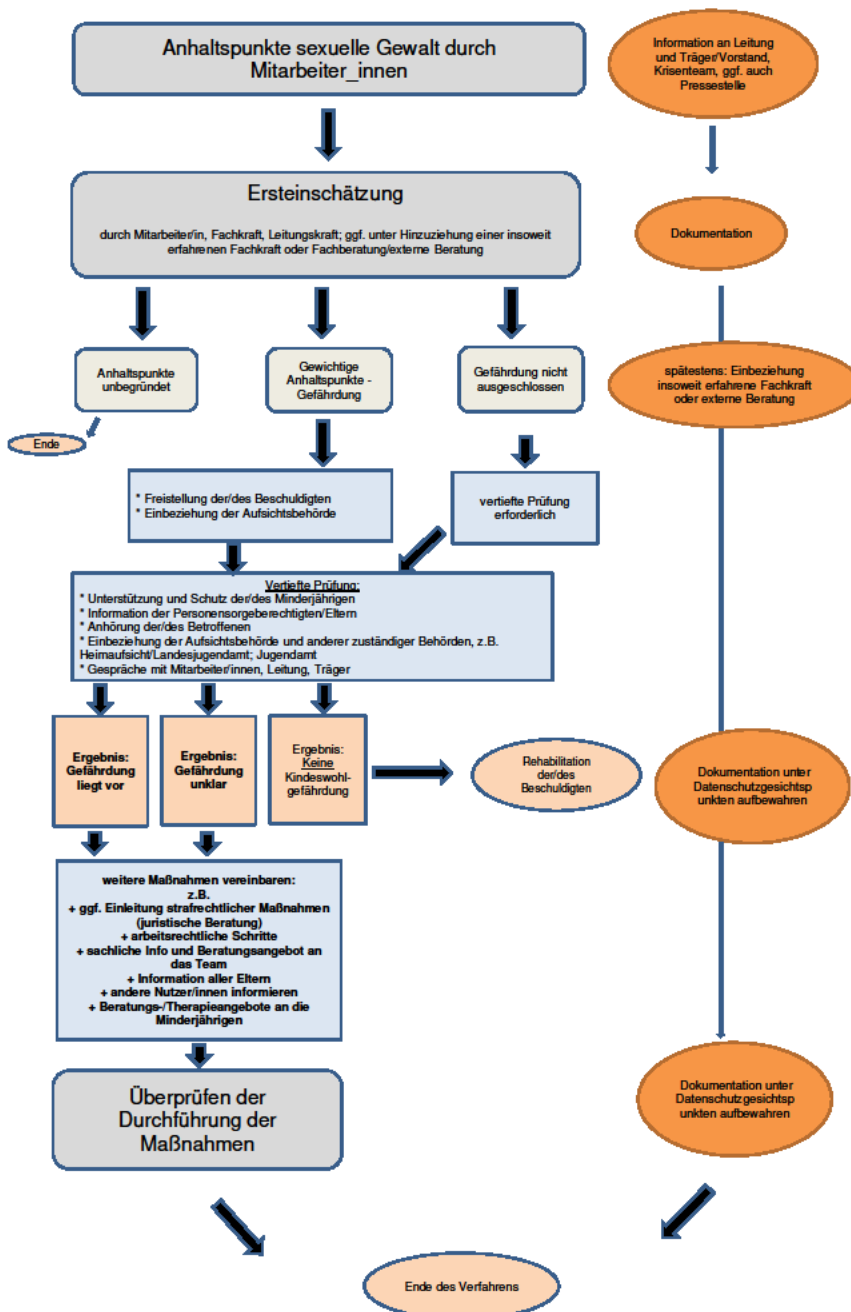 Anhaltspunkte sexuelle Gewalt durch
Mitarbeiter_innen
Information an Leitung
und Träger/Vorstand,
Krisenteam, ggf. auch
Pressestelle
Ersteinschätzung
durch Mitarbeiter/in, Fachkraft, Leitungskraft; ggf. unter Hinzuziehung einer insoweit
erfahrenen Fachkraft oder Fachberatung/externe Beratung
Dokumentation
Anhaltspunkte
unbegründet
Gewichtige
Anhaltspunkte -
Gefährdung
Gefährdung nicht
ausgeschlossen
spätestens: Einbeziehung
insoweit erfahrene Fachkraft
oder externe Beratung
Ende
* Freistellung der/des Beschuldigten
* Einbeziehung der Aufsichtsbehörde
vertiefte Prüfung
erforderlich
Vertiefte Prüfung:
* Unterstützung und Schutz der/des Minderjährigen
* Information der Personensorgeberechtigten/Eltern
* Anhörung der/des Betroffenen
* Einbeziehung der Aufsichtsbehörde und anderer zuständiger Behörden, z.B.
Heimaufsicht/Landesjugendamt; Jugendamt
* Gespräche mit Mitarbeiter/innen, Leitung, Träger
Ergebnis:
Gefährdung
liegt vor
Ergebnis:
Gefährdung
unklar
Ergebnis:
Keine
Kindeswohl-
gefährdung
Rehabilitation
der/des
Beschuldigten
Dokumentation unter
Datenschutzgesichtsp
unkten aufbewahren
weitere Maßnahmen vereinbaren:
z.B.
+ ggf. Einleitung strafrechtlicher Maßnahmen
(juristische Beratung)
+ arbeitsrechtliche Schritte
+ sachliche Info und Beratungsangebot an
das Team
+ Information aller Eltern
+ andere Nutzer/innen informieren
+ Beratungs-/Therapieangebote an die
Minderjährigen
Überprüfen der
Durchführung der
Maßnahmen
Dokumentation unter
Datenschutzgesichtsp
unkten aufbewahren
Ende des Verfahrens